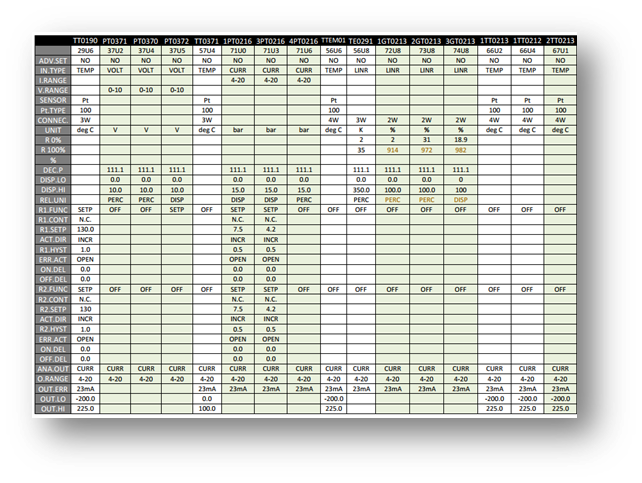 TT0190 PT0371 PT0370 PT0372 TT0371 1PT0216 3PT0216 4PT0216 TTEM01 TE0291 1GT0213 2GT0213 3GT0213 1TT0213 1TT0212 2TT0213
29U6 37U2 37U4 37U5 57U4 71U0 71U3 71U6 56U6 56U8 72U8 73U8 74U8 66U2 66U4 67U1
ADV.SET NO NO NO NO NO NO NO NO NO NO NO NO NO NO NO NO
IN.TYPE TEMP VOLT VOLT VOLT TEMP CURR CURR CURR TEMP LINR LINR LINR LINR TEMP TEMP TEMP
I.RANGE 4-20 4-20 4-20
V.RANGE 0-10 0-10 0-10
SENSOR Pt Pt Pt Pt Pt Pt
Pt.TYPE 100 100 100 100 100 100
CONNEC. 3W 3W 4W 3W 2W 2W 2W 4W 4W 4W
UNIT deg C V V V deg C bar bar bar deg C K % % % deg C deg C deg C
R 0% 2 2 31 18.9
R 100% 35 914 972 982
%
DEC.P 111.1 111.1 111.1 111.1 111.1 111.1 111.1 111.1 111.1 111.1
DISP.LO 0.0 0.0 0.0 0.0 0.0 0.0 0.0 0.0 0.0 0
DISP.HI 10.0 10.0 10.0 15.0 15.0 15.0 350.0 100.0 100.0 100
REL.UNI PERC PERC DISP DISP DISP PERC PERC PERC PERC DISP
R1.FUNC SETP OFF OFF SETP OFF SETP SETP OFF OFF OFF OFF OFF OFF OFF OFF OFF
R1.CONT N.C. N.C. N.C.
R1.SETP 130.0 7.5 4.2
ACT.DIR INCR INCR INCR
R1.HYST 1.0 0.5 0.5
ERR.ACT OPEN OPEN OPEN
ON.DEL 0.0 0.0 0.0
OFF.DEL 0.0 0.0 0.0
R2.FUNC SETP OFF OFF OFF OFF SETP SETP OFF OFF OFF OFF OFF OFF OFF OFF OFF
R2.CONT N.C. N.C. N.C.
R2.SETP 130 7.5 4.2
ACT.DIR INCR INCR INCR
R2.HYST 1.0 0.5 0.5
ERR.ACT OPEN OPEN OPEN
ON.DEL 0.0 0.0 0.0
OFF.DEL 0.0 0.0 0.0
ANA.OUT CURR CURR CURR CURR CURR CURR CURR CURR CURR CURR CURR CURR CURR CURR CURR CURR
O.RANGE 4-20 4-20 4-20 4-20 4-20 4-20 4-20 4-20 4-20 4-20 4-20 4-20 4-20 4-20 4-20 4-20
OUT.ERR 23mA 23mA 23mA 23mA 23mA 23mA 23mA 23mA 23mA 23mA 23mA 23mA 23mA 23mA 23mA 23mA
OUT.LO -200.0 0.0 -200.0 -200.0 -200.0 -200.0
OUT.HI 225.0 100.0 225.0 225.0 225.0 225.0